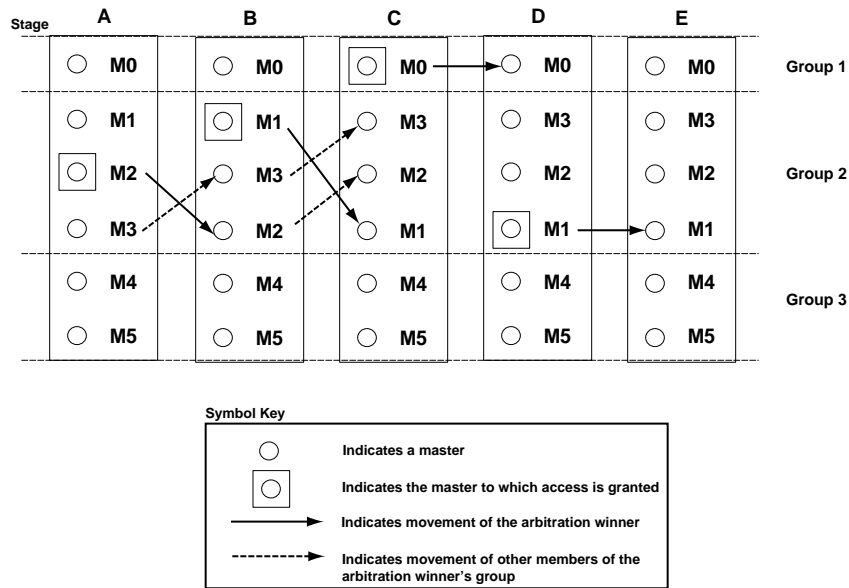 Stage A B C D E
M0 M0 M0 M0 M0 Group 1
M1 M1 M3 M3 M3
M2 M3 M2 M2 M2 Group 2
M3 M2 M1 M1 M1
M4 M4 M4 M4 M4 Group 3
M5 M5 M5 M5 M5
Symbol Key
Indicates a master
Indicates the master to which access is granted
Indicates movement of the arbitration winner
Indicates movement of other members of the
arbitration winner's group